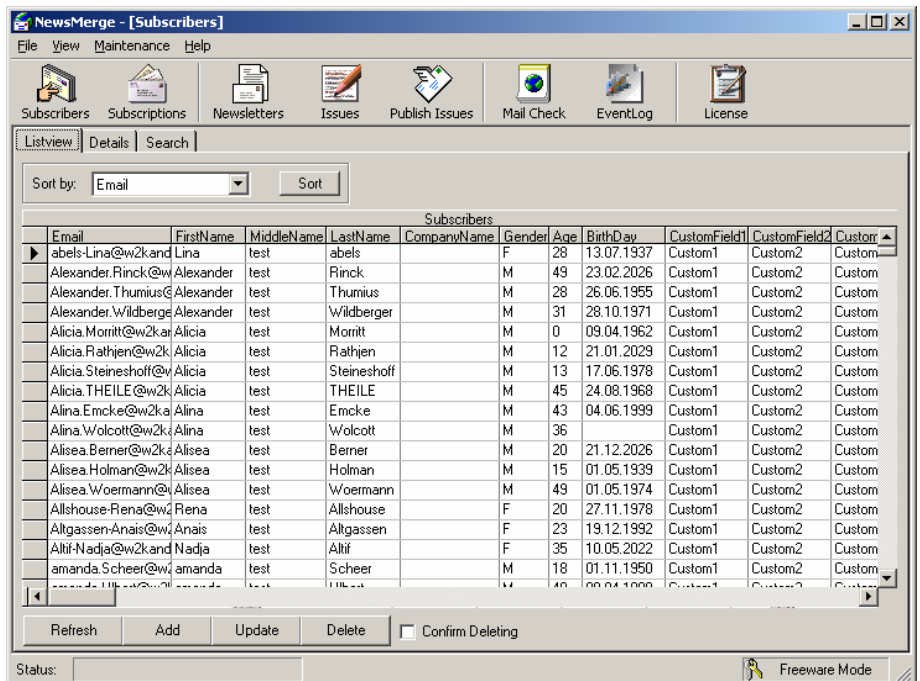 NewsMerge - [Subscribers]
File View Maintenance Help
Subscribers Subscriptions Newsletters Issues Publish Issues Mail Check EventLog License
Listview Details Search
Sort by: Email Sort
Subscribers
Email FirstName MiddleName LastName CompanyName Gender Age BirthDay CustomField1 CustomField2 Custom
abels-Lina@w2kand Lina test abels F 28 13.07.1937 Custom1 Custom2 Custom
Alexander.Rinck@w Alexander test Rinck M 49 23.02.2026 Custom1 Custom2 Custom
Alexander.Thumius@ Alexander test Thumius M 28 26.06.1955 Custom1 Custom2 Custom
Alexander.Wildberge Alexander test Wildberger M 31 28.10.1971 Custom1 Custom2 Custom
Alicia.Morritt@w2kan Alicia test Morritt M 0 09.04.1962 Custom1 Custom2 Custom
Alicia.Rathjen@w2k Alicia test Rathjen M 12 21.01.2029 Custom1 Custom2 Custom
Alicia.Steineshoff@w Alicia test Steineshoff M 13 17.06.1978 Custom1 Custom2 Custom
Alicia.THEILE@w2k Alicia test THEILE M 45 24.08.1968 Custom1 Custom2 Custom
Alina.Emcke@w2ka Alina test Emcke M 43 04.06.1999 Custom1 Custom2 Custom
Alina.Wolcott@w2ka Alina test Wolcott M 36 Custom1 Custom2 Custom
Alisea.Berner@w2ka Alisea test Berner M 20 21.12.2026 Custom1 Custom2 Custom
Alisea.Holman@w2k Alisea test Holman M 15 01.05.1939 Custom1 Custom2 Custom
Alisea.Woermann@w Alisea test Woermann M 49 01.05.1974 Custom1 Custom2 Custom
Allshouse-Rena@w2 Rena test Allshouse F 20 27.11.1978 Custom1 Custom2 Custom
Altgassen-Anais@w2 Anais test Altgassen F 23 19.12.1992 Custom1 Custom2 Custom
Altif-Nadja@w2kand Nadja test Altif F 35 10.05.2022 Custom1 Custom2 Custom
amanda.Scheer@w2 amanda test Scheer M 18 01.11.1950 Custom1 Custom2 Custom
Refresh Add Update Delete Confirm Deleting
Status: Freeware Mode